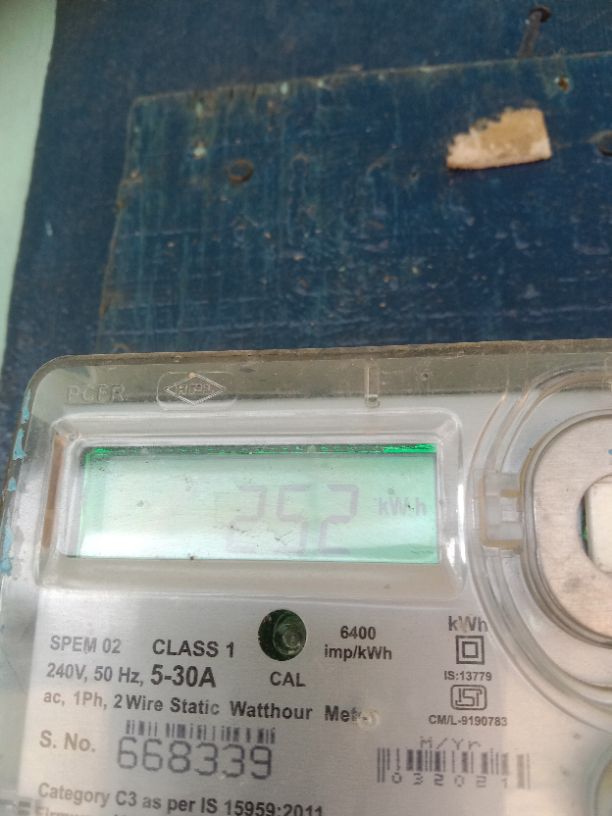 252 kWh
SPEM 02 CLASS 1
6400 imp/kWh
kWh
240V, 50 Hz, 5-30A
CAL
IS:13779
ac, 1Ph, 2 Wire Static Watthour
CM/L-9190783
S. No. 668339
M/Yr
032021
Category C3 as per IS 15959:2011